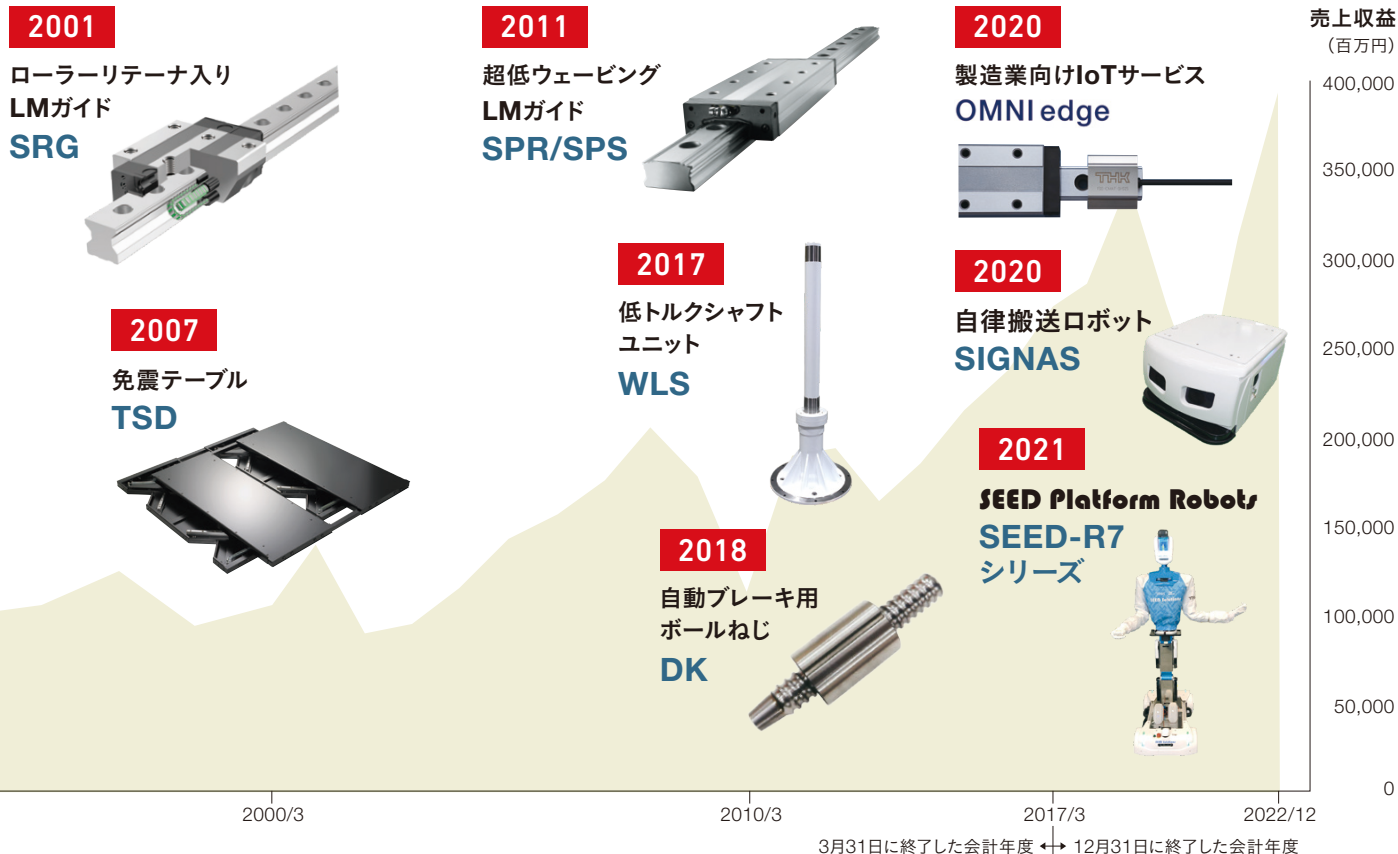 2001
ローラーリテーナ入り
LMガイド
SRG
2007
免震テーブル
TSD
2011
超低ウェービング
LMガイド
SPR/SPS
2017
低トルクシャフト
ユニット
WLS
2018
自動ブレーキ用
ボールねじ
DK
2020
製造業向けIoTサービス
OMNI edge
THK
2020
自律搬送ロボット
SIGNAS
2021
SEED Platform Robots
SEED-R7
シリーズ
売上収益
(百万円)
400,000
350,000
300,000
250,000
200,000
150,000
100,000
50,000
0
2000/3
2010/3
2017/3
2022/12
3月31日に終了した会計年度 ↔ 12月31日に終了した会計年度